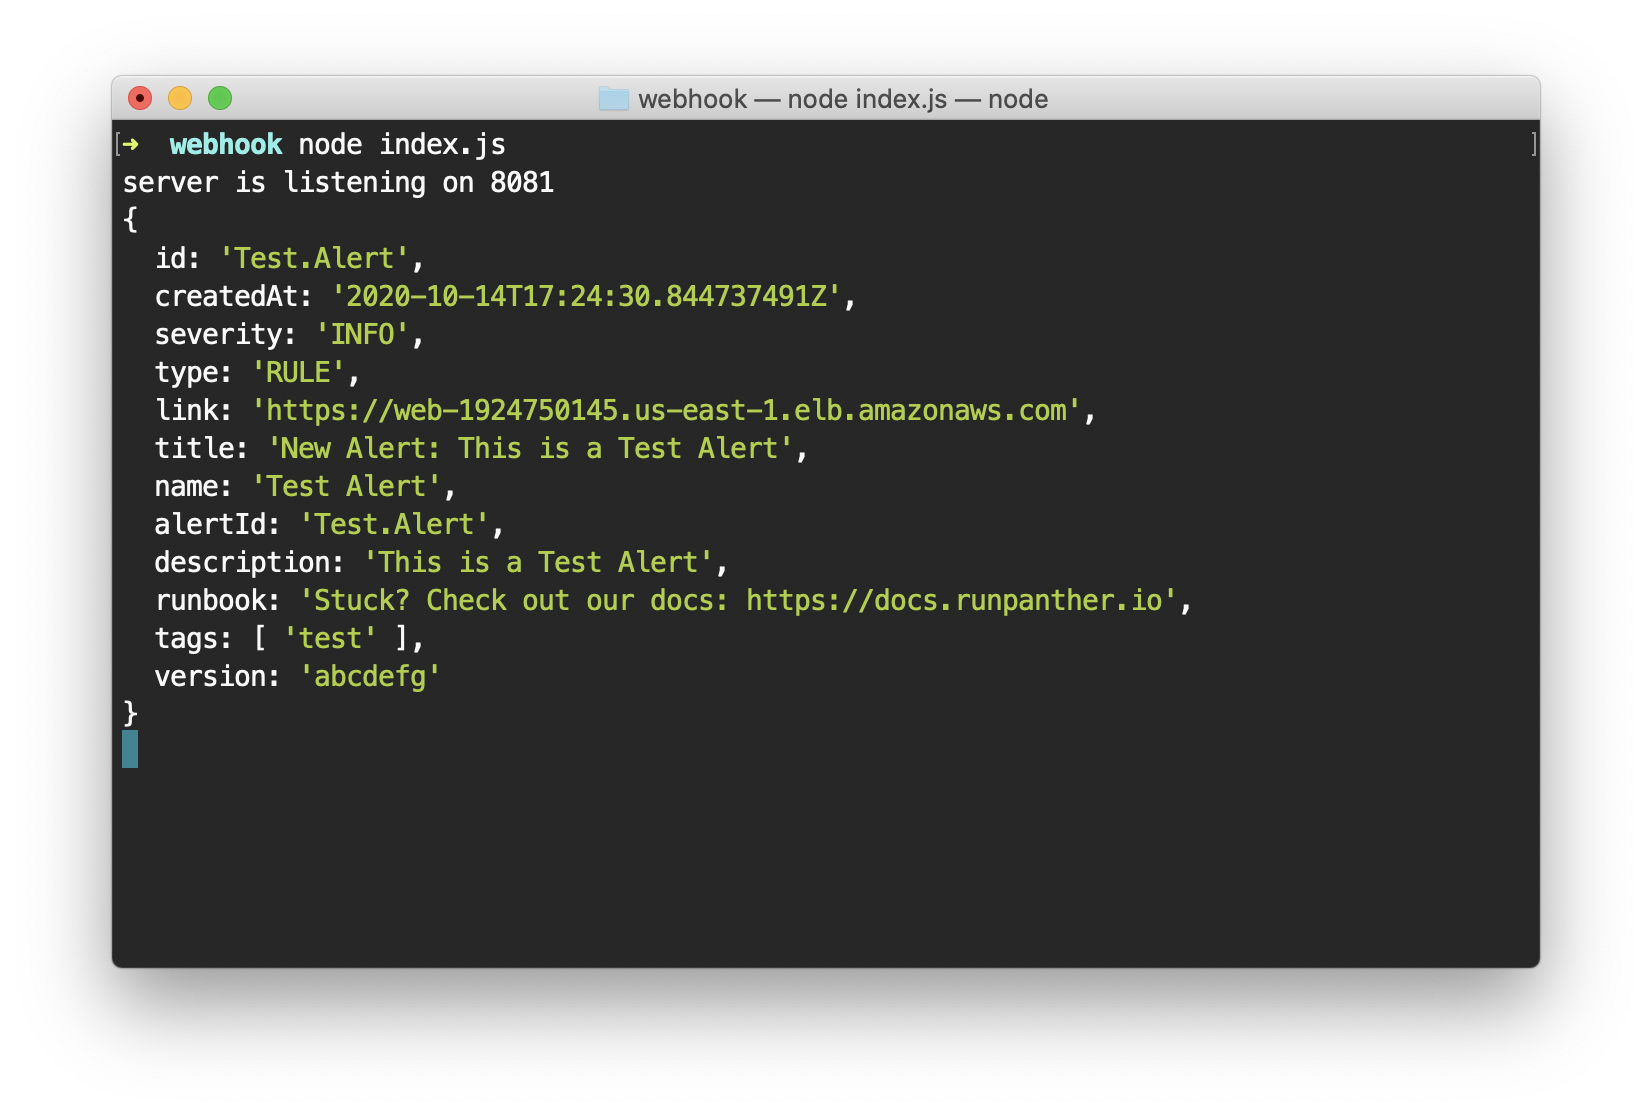 webhook — node index.js — node
[➜  webhook node index.js ]
server is listening on 8081
{
  id: 'Test.Alert',
  createdAt: '2020-10-14T17:24:30.844737491Z',
  severity: 'INFO',
  type: 'RULE',
  link: 'https://web-1924750145.us-east-1.elb.amazonaws.com',
  title: 'New Alert: This is a Test Alert',
  name: 'Test Alert',
  alertId: 'Test.Alert',
  description: 'This is a Test Alert',
  runbook: 'Stuck? Check out our docs: https://docs.runpanther.io',
  tags: [ 'test' ],
  version: 'abcdefg'
}